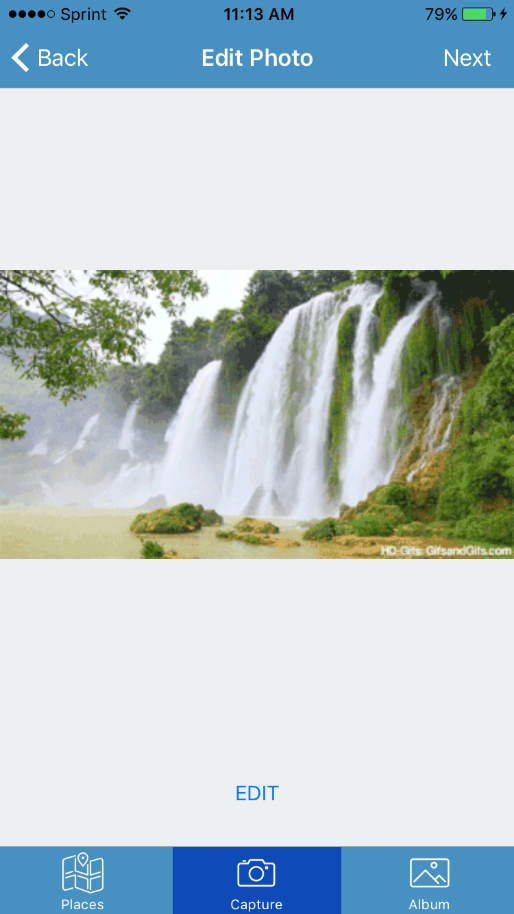 Sprint 11:13 AM 79%
Back Edit Photo Next
HD-Gifs: GifsandGifs.com
EDIT
Places Capture Album